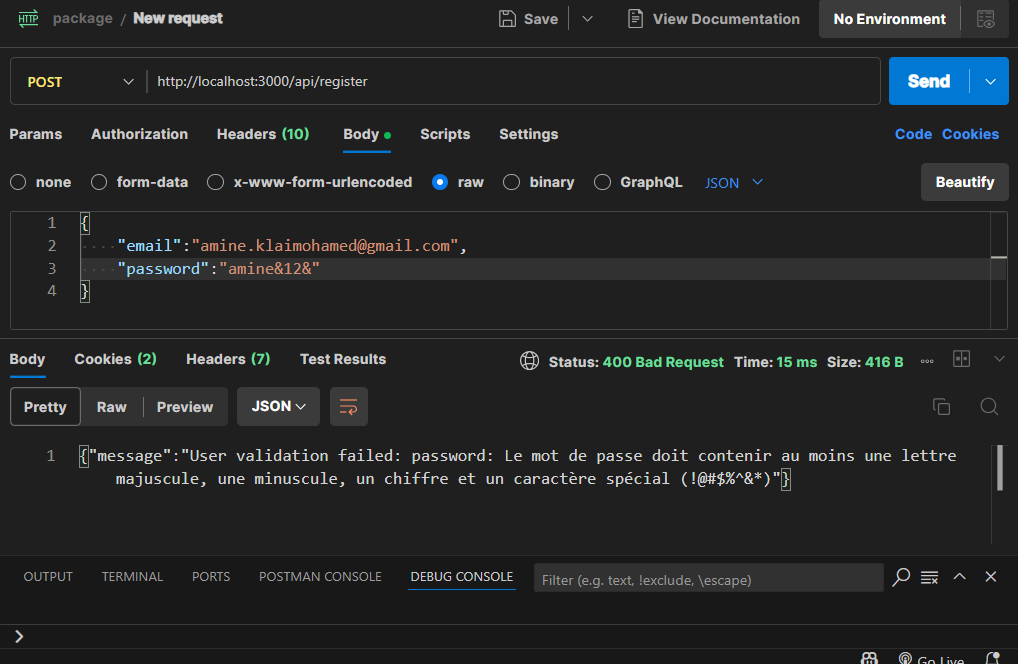 HTTP package / New request Save View Documentation No Environment
POST http://localhost:3000/api/register Send
Params Authorization Headers (10) Body Scripts Settings Code Cookies
none form-data x-www-form-urlencoded raw binary GraphQL JSON Beautify
1 {
2 ····"email":"amine.klaimohamed@gmail.com",
3 ····"password":"amine&12&"
4 }
Body Cookies (2) Headers (7) Test Results Status: 400 Bad Request Time: 15 ms Size: 416 B
Pretty Raw Preview JSON
1 {"message":"User validation failed: password: Le mot de passe doit contenir au moins une lettre
majuscule, une minuscule, un chiffre et un caractère spécial (!@#$%^&*)"}
OUTPUT TERMINAL PORTS POSTMAN CONSOLE DEBUG CONSOLE Filter (e.g. text, !exclude, \escape)
Go Live